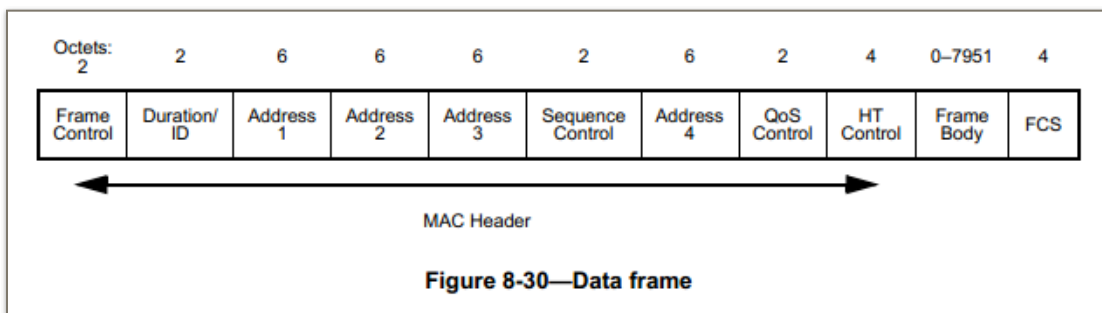 Octets:
2 2 6 6 6 2 6 2 4 0–7951 4
Frame Control Duration/ ID Address 1 Address 2 Address 3 Sequence Control Address 4 QoS Control HT Control Frame Body FCS
MAC Header
Figure 8-30—Data frame